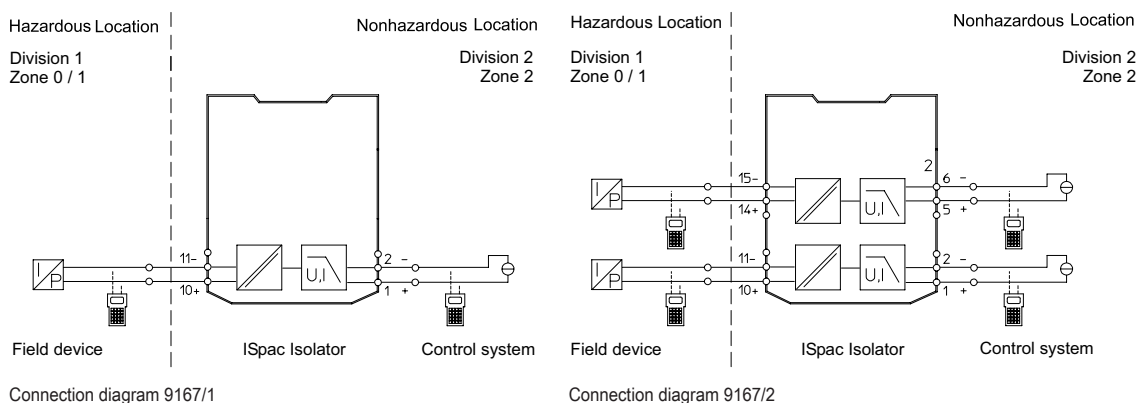 Hazardous Location
Nonhazardous Location
Division 1
Zone 0 / 1
Division 2
Zone 2
11-
10+
2 -
1 +
I
P
U,I
Field device
ISpac Isolator
Control system
Connection diagram 9167/1
Hazardous Location
Nonhazardous Location
Division 1
Zone 0 / 1
Division 2
Zone 2
2
15-
14+
6 -
5 +
I
P
U,I
11-
10+
2 -
1 +
I
P
U,I
Field device
ISpac Isolator
Control system
Connection diagram 9167/2